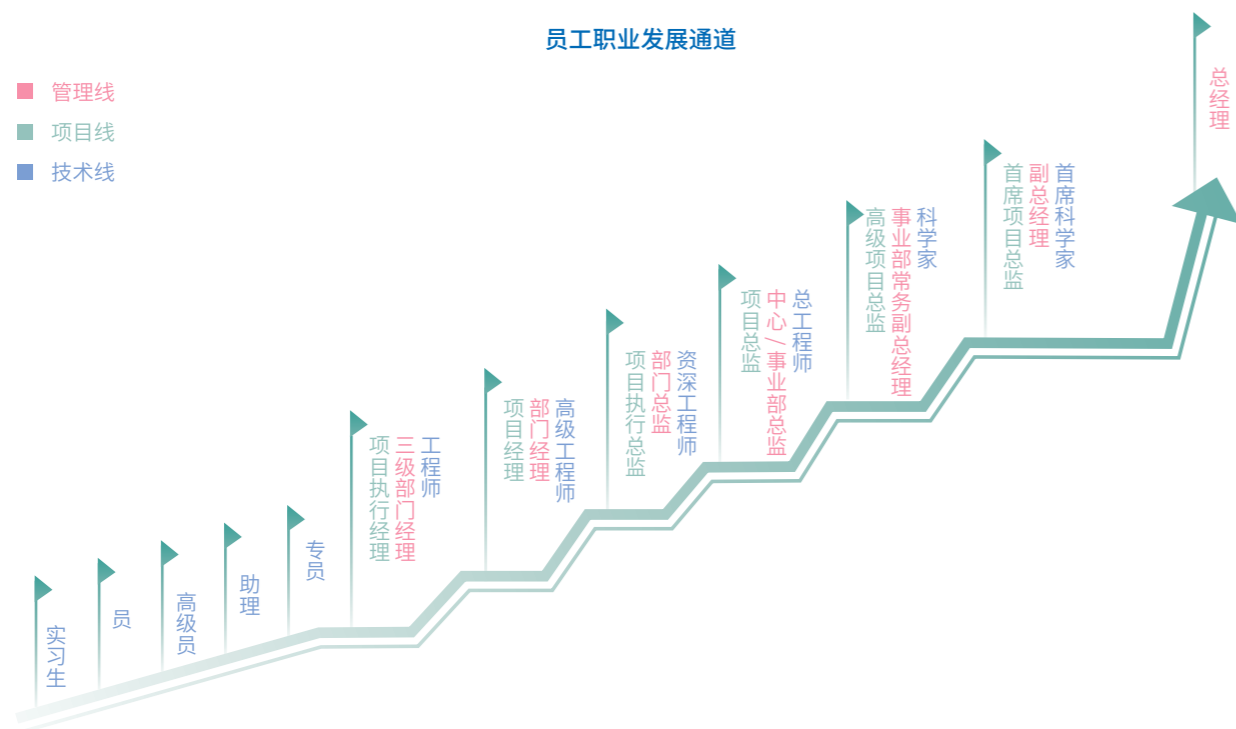 员工职业发展通道
管理线
项目线
技术线
实习生
员
高级员
助理
专员
项目执行经理
三级部门经理
工程师
项目经理
部门经理
高级工程师
项目执行总监
部门总监
资深工程师
项目总监
中心/事业部总监
总工程师
高级项目总监
事业部常务副总经理
科学家
首席项目总监
副总经理
首席科学家
总经理